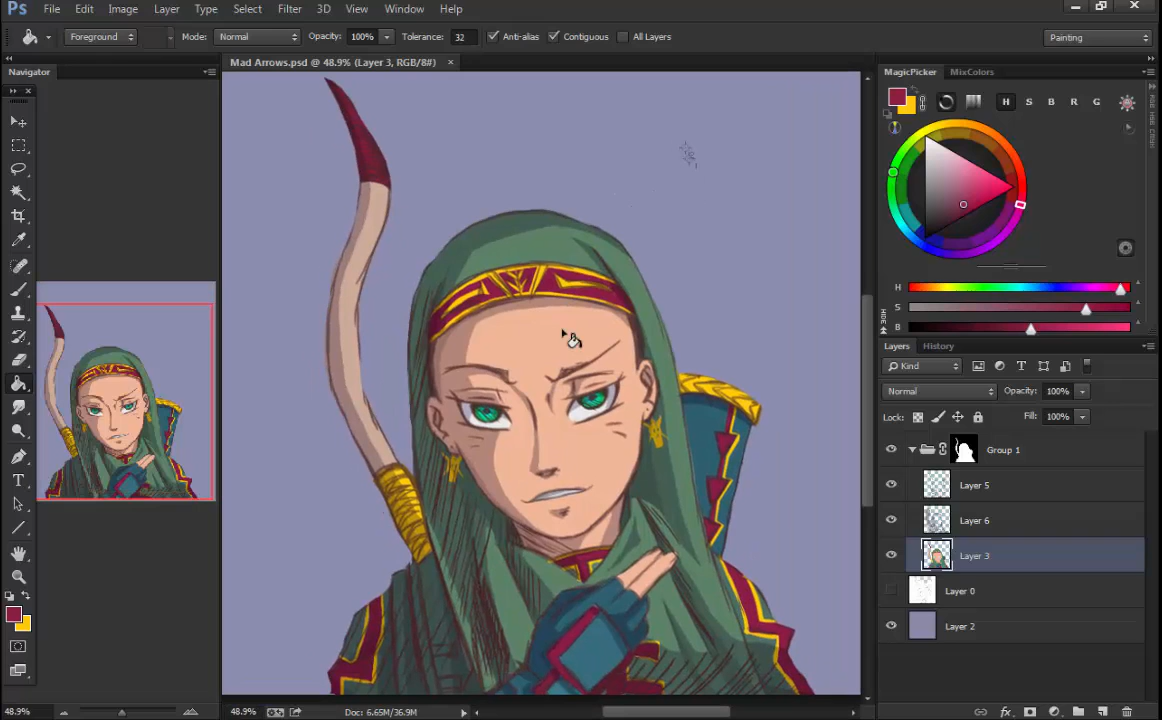 Ps File Edit Image Layer Type Select Filter 3D View Window Help
Foreground Mode: Normal Opacity: 100% Tolerance: 32 Anti-alias Contiguous All Layers Painting
Navigator
Mad Arrows.psd @ 48.9% (Layer 3, RGB/8#) ×
MagicPicker MixColors
H S B R G
H
S
B
HIDE
Layers History
Kind
Normal Opacity: 100%
Lock: Fill: 100%
Group 1
Layer 5
Layer 6
Layer 3
Layer 0
Layer 2
48.9%
48.9% Doc: 6.65M/36.9M